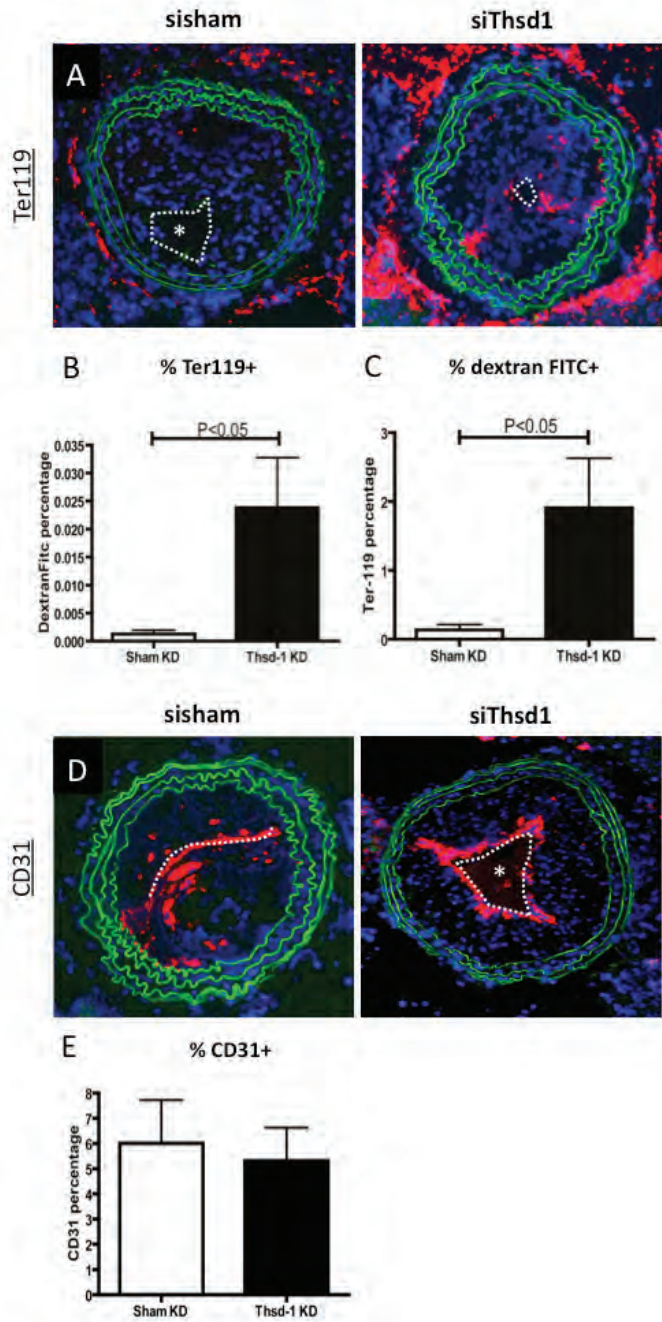 sisham siThsd1
A
Ter119
*
B % Ter119+
C % dextran FITC+
DextranFitc percentage
0.035
0.030
0.025
0.020
0.015
0.010
0.005
0.000
P<0.05
Sham KD Thsd-1 KD
Ter-119 percentage
3
2
1
0
P<0.05
Sham KD Thsd-1 KD
sisham siThsd1
D
CD31
*
E % CD31+
CD31 percentage
8
7
6
5
4
3
2
1
0
Sham KD Thsd-1 KD